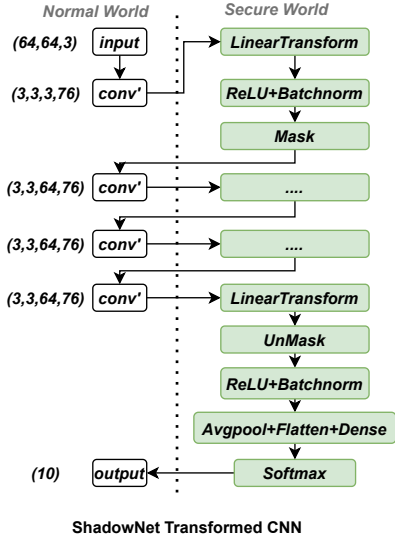 Normal World Secure World
(64,64,3) input LinearTransform
(3,3,3,76) conv' ReLU+Batchnorm
Mask
(3,3,64,76) conv' ....
(3,3,64,76) conv' ....
(3,3,64,76) conv' LinearTransform
UnMask
ReLU+Batchnorm
Avgpool+Flatten+Dense
(10) output Softmax
ShadowNet Transformed CNN